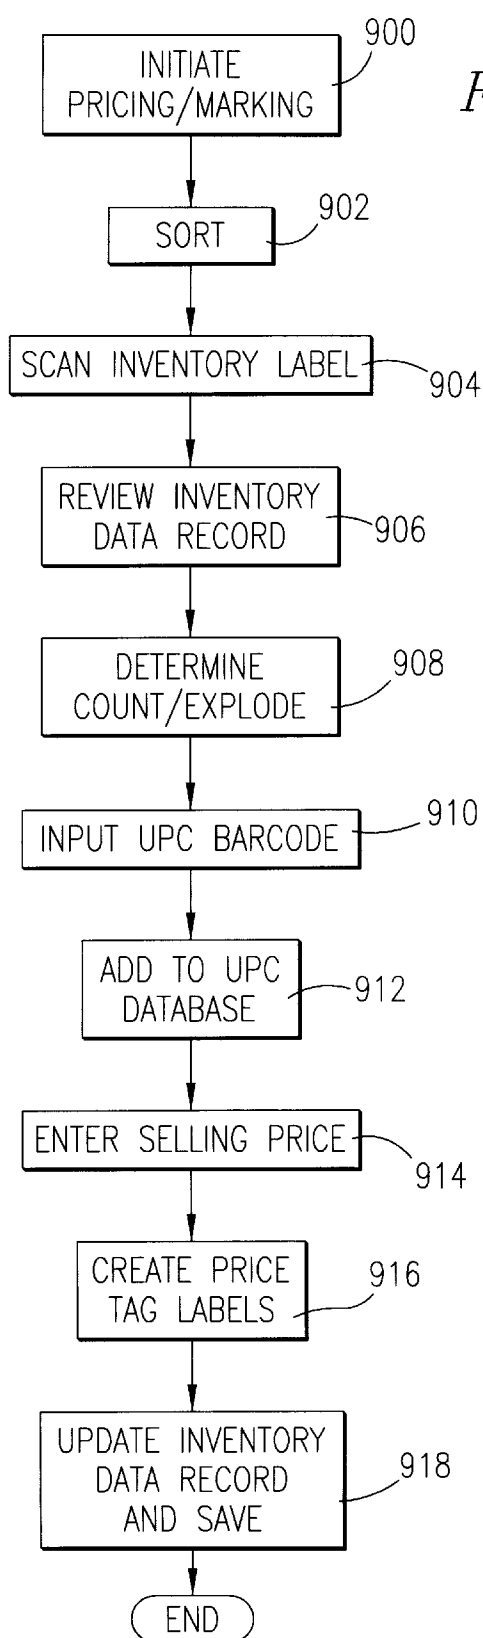 900
INITIATE
PRICING/MARKING
902
SORT
SCAN INVENTORY LABEL
904
REVIEW INVENTORY
DATA RECORD
906
DETERMINE
COUNT/EXPLODE
908
910
INPUT UPC BARCODE
ADD TO UPC
DATABASE
912
ENTER SELLING PRICE
914
CREATE PRICE
TAG LABELS
916
UPDATE INVENTORY
DATA RECORD
AND SAVE
918
END